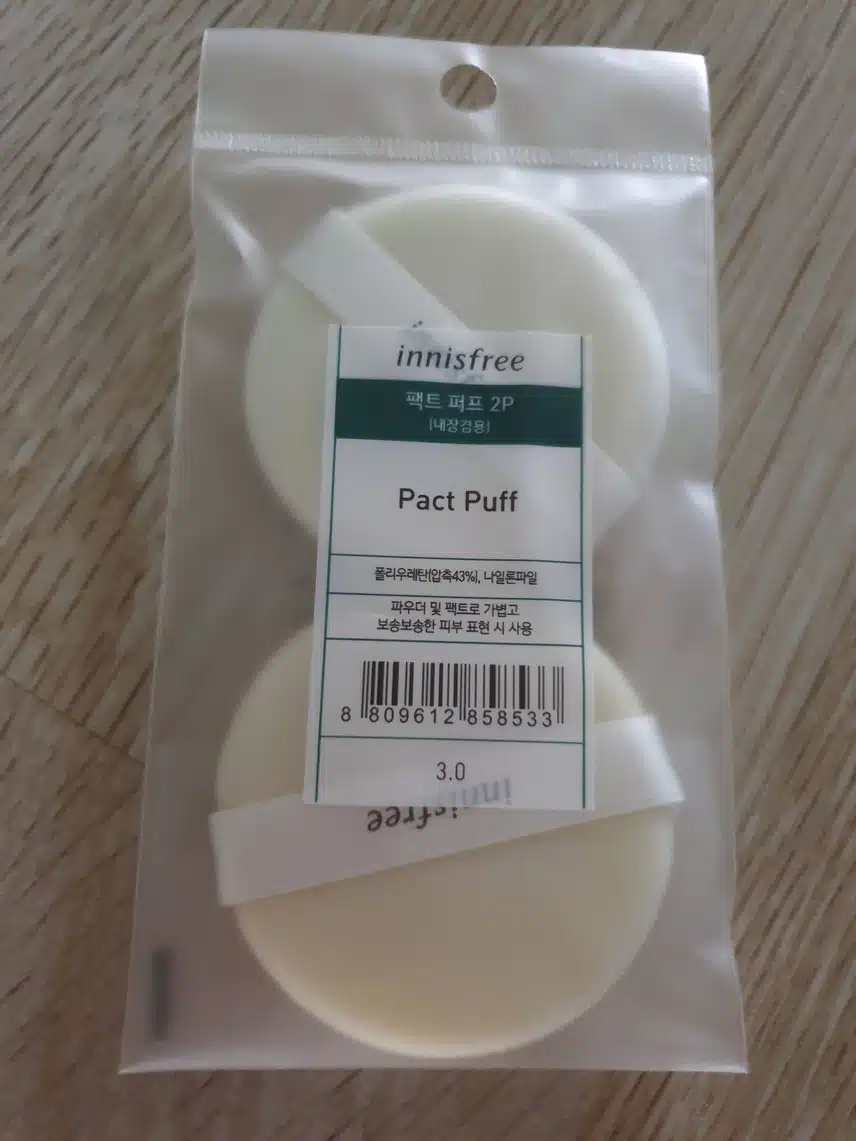 innisfree
팩트 퍼프 2P
(내장겸용)
Pact Puff
폴리우레탄(압축43%), 나일론파일
파우더 및 팩트로 가볍고
보송보송한 피부 표현 시 사용
8 809612 858533
3.0
innisfree